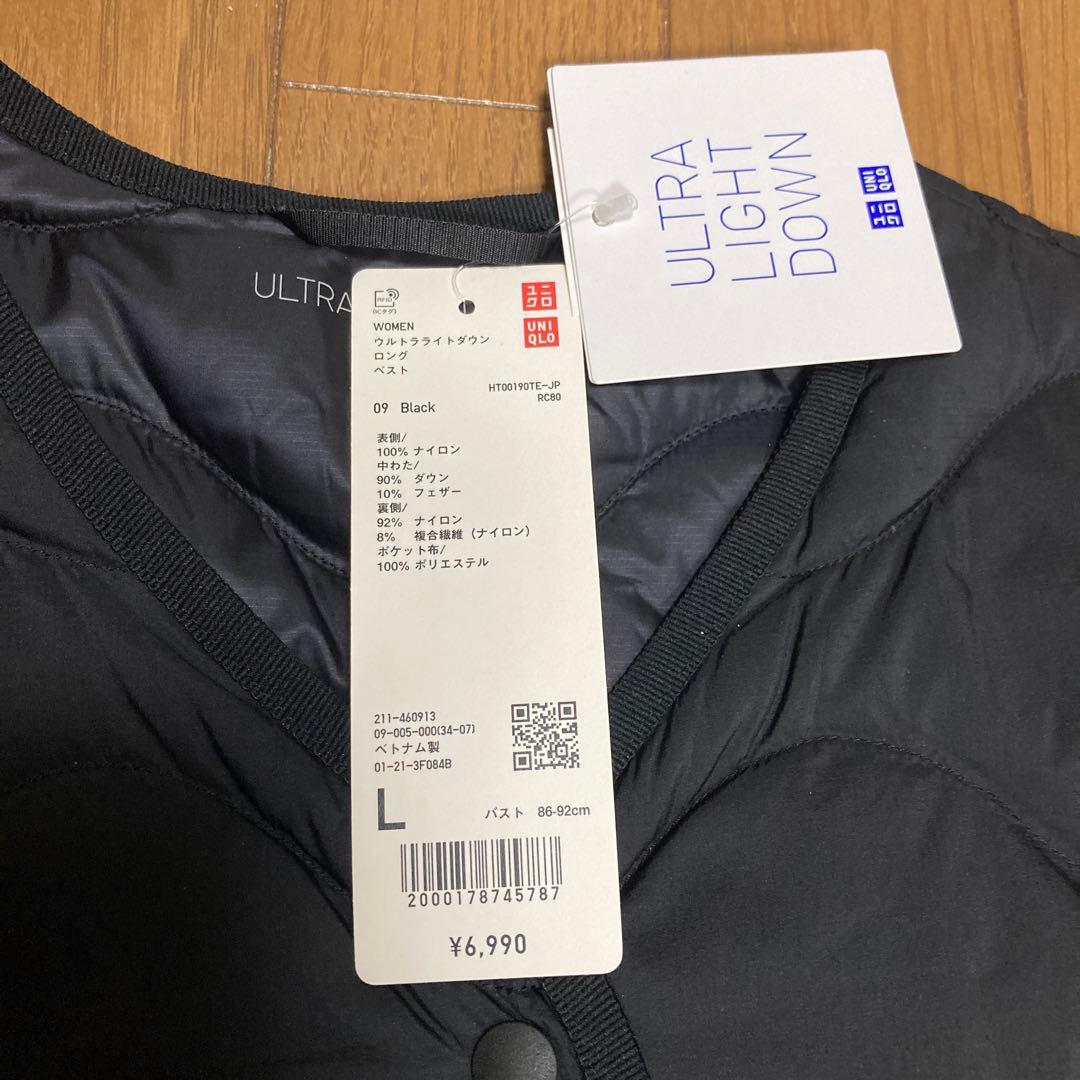 ULTRA
LIGHT
DOWN
UNI
QLO
ユニ
クロ
ULTRA
RFID
(ICタグ)
ユニ
クロ
UNI
QLO
WOMEN
ウルトラライトダウン
ロング
ベスト
HT00190TE-JP
RC80
09 Black
表側/
100% ナイロン
中わた/
90% ダウン
10% フェザー
裏側/
92% ナイロン
8% 複合繊維（ナイロン）
ポケット布/
100% ポリエステル
211-460913
09-005-000(34-07)
ベトナム製
01-21-3F084B
L バスト 86-92cm
2000178745787
¥6,990